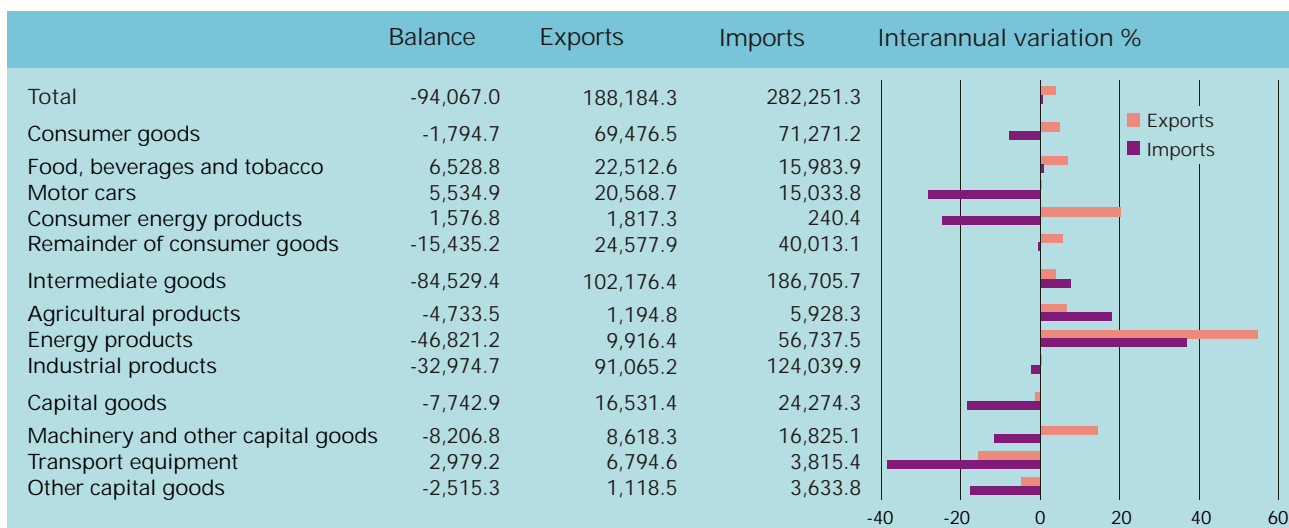 Balance Exports Imports Interannual variation %
Total -94,067.0 188,184.3 282,251.3
Exports
Consumer goods -1,794.7 69,476.5 71,271.2
Imports
Food, beverages and tobacco 6,528.8 22,512.6 15,983.9
Motor cars 5,534.9 20,568.7 15,033.8
Consumer energy products 1,576.8 1,817.3 240.4
Remainder of consumer goods -15,435.2 24,577.9 40,013.1
Intermediate goods -84,529.4 102,176.4 186,705.7
Agricultural products -4,733.5 1,194.8 5,928.3
Energy products -46,821.2 9,916.4 56,737.5
Industrial products -32,974.7 91,065.2 124,039.9
Capital goods -7,742.9 16,531.4 24,274.3
Machinery and other capital goods -8,206.8 8,618.3 16,825.1
Transport equipment 2,979.2 6,794.6 3,815.4
Other capital goods -2,515.3 1,118.5 3,633.8
-40 -20 0 20 40 60